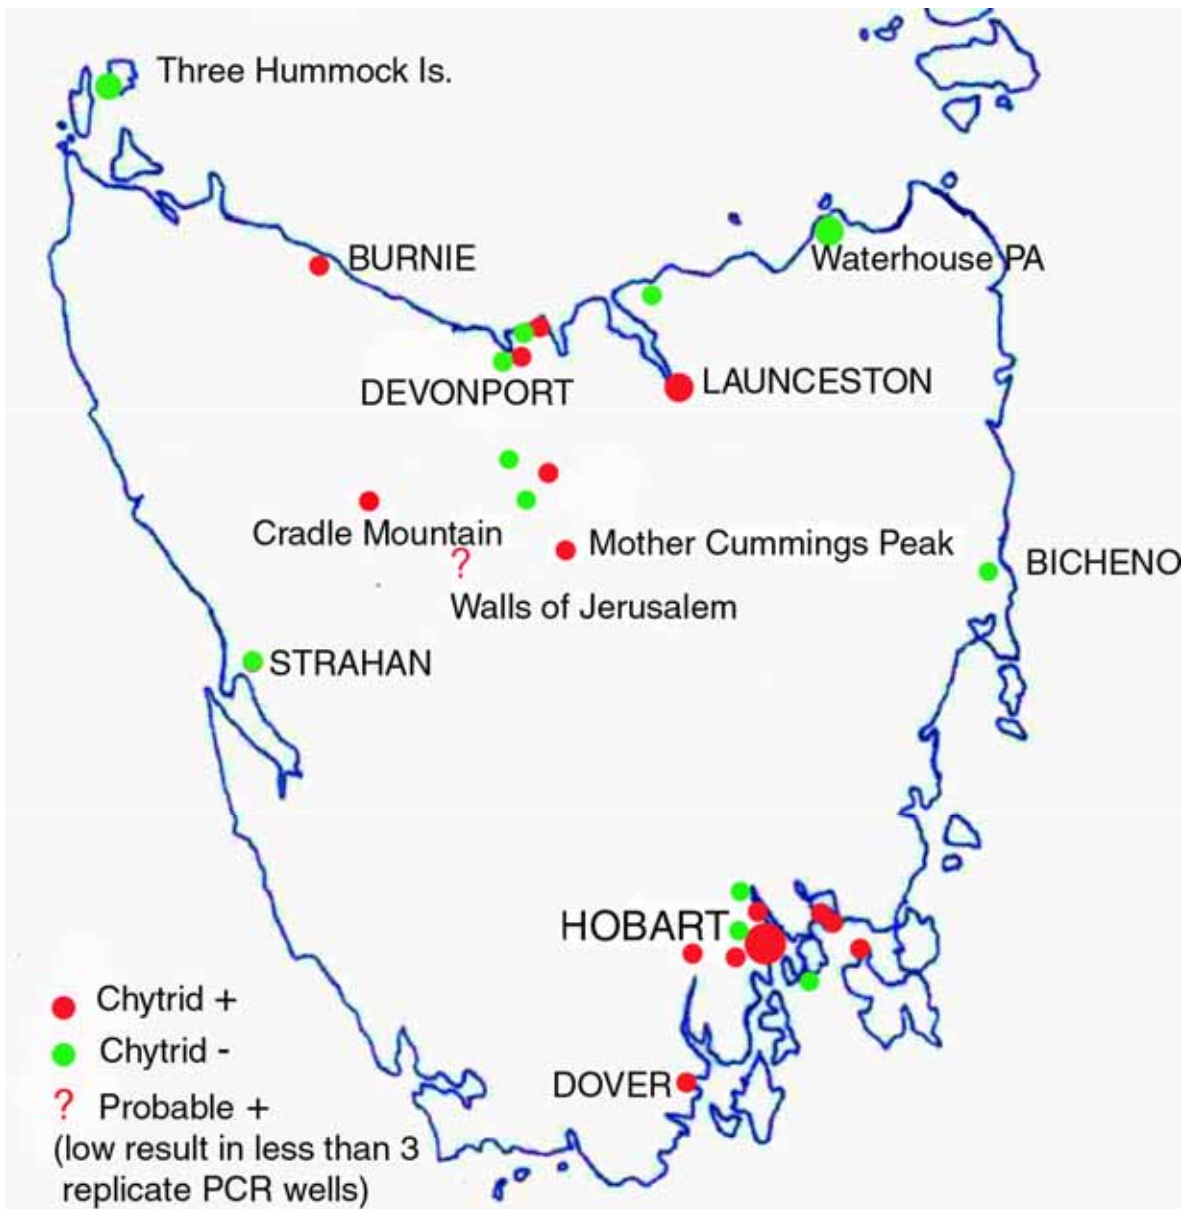 Three Hummock Is.
BURNIE
Waterhouse PA
DEVONPORT
LAUNCESTON
Cradle Mountain
?
Mother Cummings Peak
BICHENO
Walls of Jerusalem
STRAHAN
HOBART
DOVER
Chytrid +
Chytrid -
? Probable +
(low result in less than 3
replicate PCR wells)